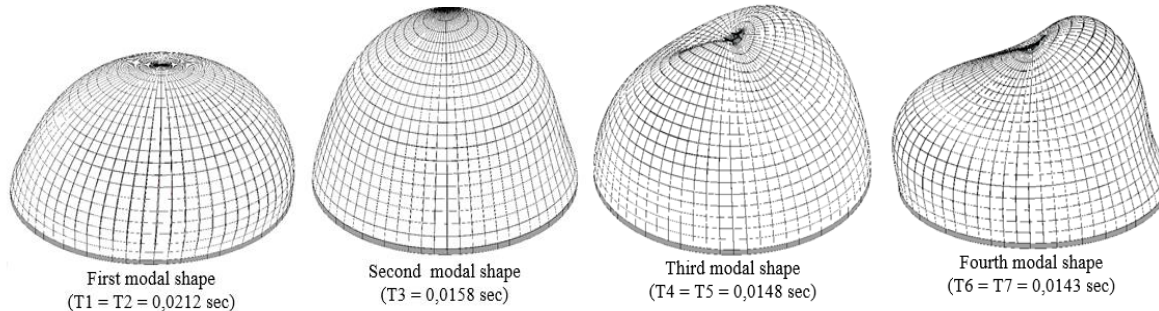 First modal shape
(T1 = T2 = 0,0212 sec)
Second modal shape
(T3 = 0,0158 sec)
Third modal shape
(T4 = T5 = 0,0148 sec)
Fourth modal shape
(T6 = T7 = 0,0143 sec)